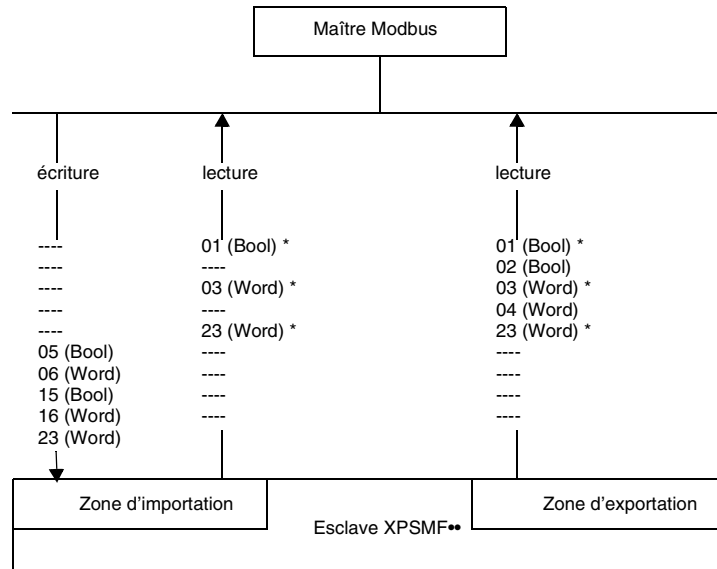 Maître Modbus
écriture
----
----
----
----
05 (Bool)
06 (Word)
15 (Bool)
16 (Word)
23 (Word)
lecture
01 (Bool) *
----
03 (Word) *
----
23 (Word) *
----
----
----
----
lecture
01 (Bool) *
02 (Bool)
03 (Word) *
04 (Word)
23 (Word) *
----
----
----
----
Zone d'importation
Zone d'exportation
Esclave XPSMF••